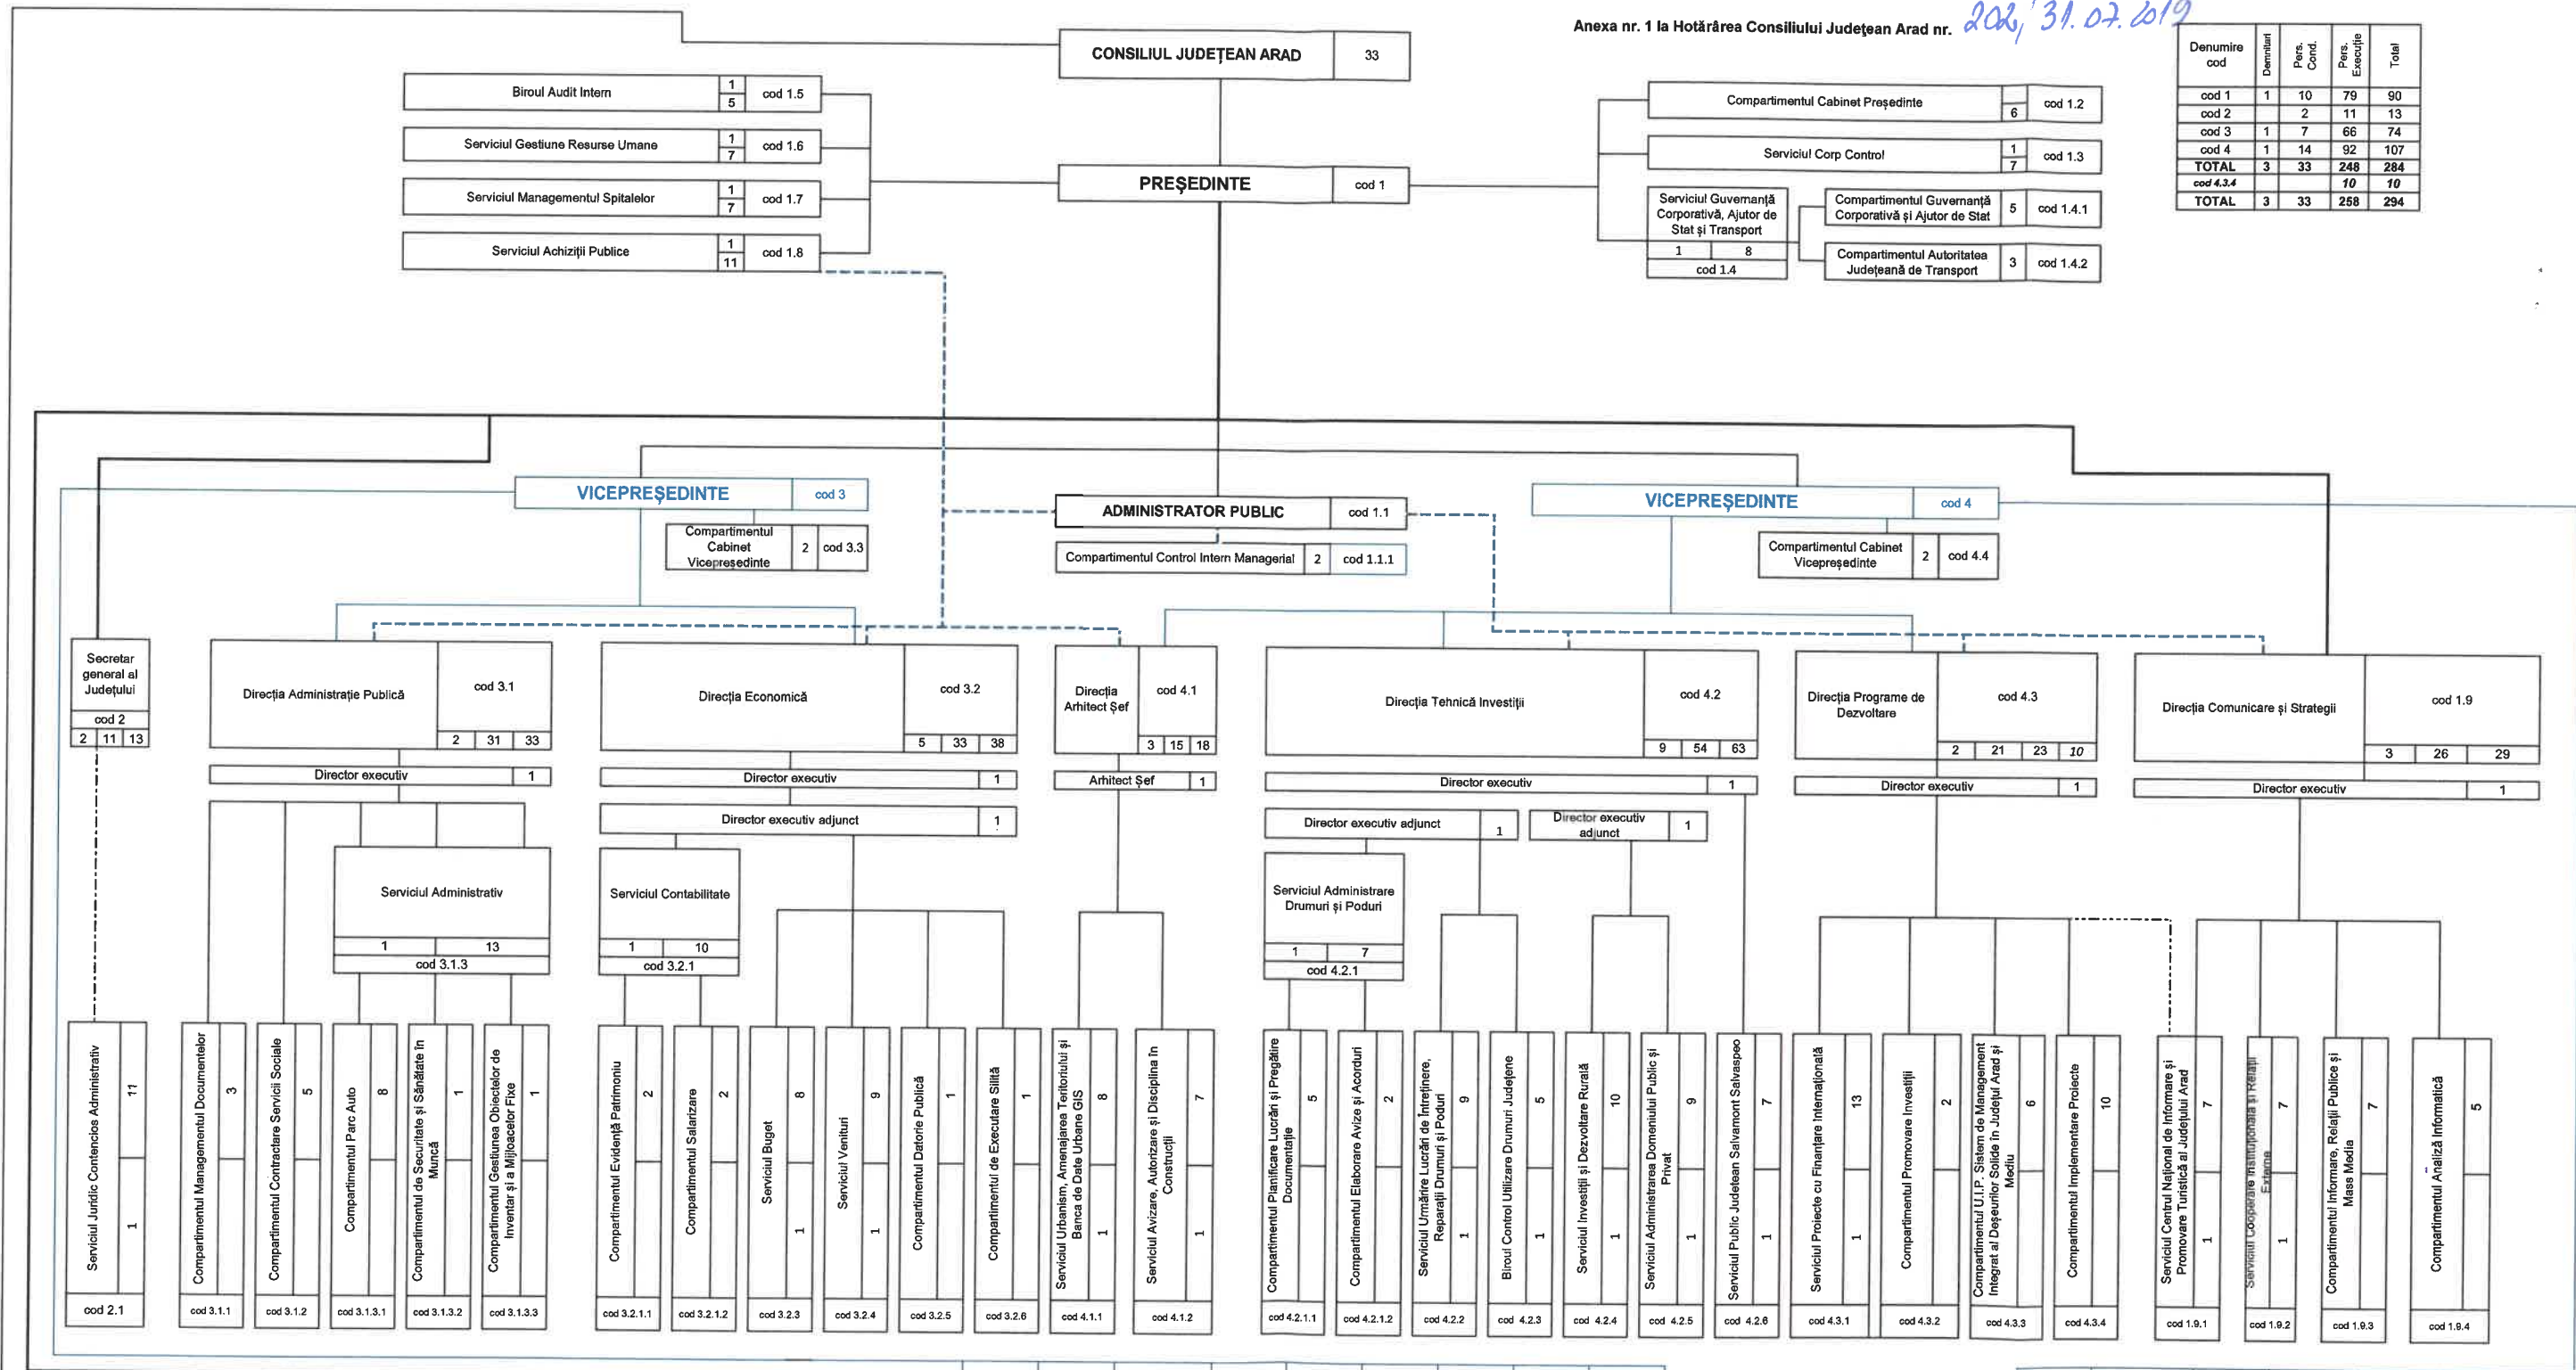 Anexa nr. 1 la Hotărârea Consiliului Județean Arad nr. 202, 31.07.2019
Denumire cod | Demnitari | Pers. Cond. | Pers. Execuție | Total
cod 1 1 10 79 90
cod 2 2 11 13
cod 3 1 7 66 74
cod 4 1 14 92 107
TOTAL 3 33 248 284
cod 4.3.4 10 10
TOTAL 3 33 258 294
CONSILIUL JUDEȚEAN ARAD 33
Biroul Audit Intern 1 5 cod 1.5
Serviciul Gestiune Resurse Umane 1 7 cod 1.6
Serviciul Managementul Spitalelor 1 7 cod 1.7
Serviciul Achiziții Publice 1 11 cod 1.8
PREȘEDINTE cod 1
Compartimentul Cabinet Președinte 6 cod 1.2
Serviciul Corp Control 1 7 cod 1.3
Serviciul Guvernanță
Corporativă, Ajutor de
Stat și Transport
1 8
cod 1.4
Compartimentul Guvernanță
Corporativă și Ajutor de Stat
5 cod 1.4.1
Compartimentul Autoritatea
Județeană de Transport
3 cod 1.4.2
VICEPREȘEDINTE cod 3
Compartimentul
Cabinet
Vicepreședinte
2 cod 3.3
ADMINISTRATOR PUBLIC cod 1.1
Compartimentul Control Intern Managerial 2 cod 1.1.1
VICEPREȘEDINTE cod 4
Compartimentul Cabinet
Vicepreședinte
2 cod 4.4
Secretar
general al
Județului
cod 2
2 11 13
Direcția Administrație Publică cod 3.1
2 31 33
Director executiv 1
Direcția Economică cod 3.2
5 33 38
Director executiv 1
Director executiv adjunct 1
Direcția
Arhitect Șef
cod 4.1
3 15 18
Arhitect Șef 1
Direcția Tehnică Investiții cod 4.2
9 54 63
Director executiv 1
Director executiv adjunct 1
Director executiv
adjunct
1
Direcția Programe de
Dezvoltare
cod 4.3
2 21 23 10
Director executiv 1
Direcția Comunicare și Strategii cod 1.9
3 26 29
Director executiv 1
Serviciul Administrativ
1 13
cod 3.1.3
Serviciul Contabilitate
1 10
cod 3.2.1
Serviciul Administrare
Drumuri și Poduri
1 7
cod 4.2.1
Serviciul Juridic Contencios Administrativ
11 1
cod 2.1
Compartimentul Managementul Documentelor
3
cod 3.1.1
Compartimentul Contractare Servicii Sociale
5
cod 3.1.2
Compartimentul Parc Auto
8
cod 3.1.3.1
Compartimentul de Securitate și Sănătate în
Muncă
1
cod 3.1.3.2
Compartimentul Gestiunea Obiectelor de
Inventar și a Mijloacelor Fixe
1
cod 3.1.3.3
Compartimentul Evidență Patrimoniu
2
cod 3.2.1.1
Compartimentul Salarizare
2
cod 3.2.1.2
Serviciul Buget
8 1
cod 3.2.3
Serviciul Venituri
9 1
cod 3.2.4
Compartimentul Datorie Publică
1
cod 3.2.5
Compartimentul de Executare Silită
1
cod 3.2.6
Serviciul Urbanism, Amenajarea Teritoriului și
Banca de Date Urbane GIS
8 1
cod 4.1.1
Serviciul Avizare, Autorizare și Disciplina în
Construcții
7 1
cod 4.1.2
Compartimentul Planificare Lucrări și Pregătire
Documentație
5
cod 4.2.1.1
Compartimentul Elaborare Avize și Acorduri
2
cod 4.2.1.2
Serviciul Urmărire Lucrări de Întreținere,
Reparații Drumuri și Poduri
9 1
cod 4.2.2
Biroul Control Utilizare Drumuri Județene
5 1
cod 4.2.3
Serviciul Investiții și Dezvoltare Rurală
10 1
cod 4.2.4
Serviciul Administrarea Domeniului Public și
Privat
9 1
cod 4.2.5
Serviciul Public Judetean Salvamont Salvaspeo
7 1
cod 4.2.6
Serviciul Proiecte cu Finanțare Internațională
13 1
cod 4.3.1
Compartimentul Promovare Investiții
2
cod 4.3.2
Compartimentul U.I.P. Sistem de Management
Integrat al Deșeurilor Solide în Județul Arad și
Mediu
6
cod 4.3.3
Compartimentul Implementare Proiecte
10
cod 4.3.4
Serviciul Centrul Național de Informare și
Promovare Turistică al Județului Arad
7 1
cod 1.9.1
Serviciul Cooperare Instituțională și Relații
Externe
7 1
cod 1.9.2
Compartimentul Informare, Relații Publice și
Mass Media
7
cod 1.9.3
Compartimentul Analiză Informatică
5
cod 1.9.4